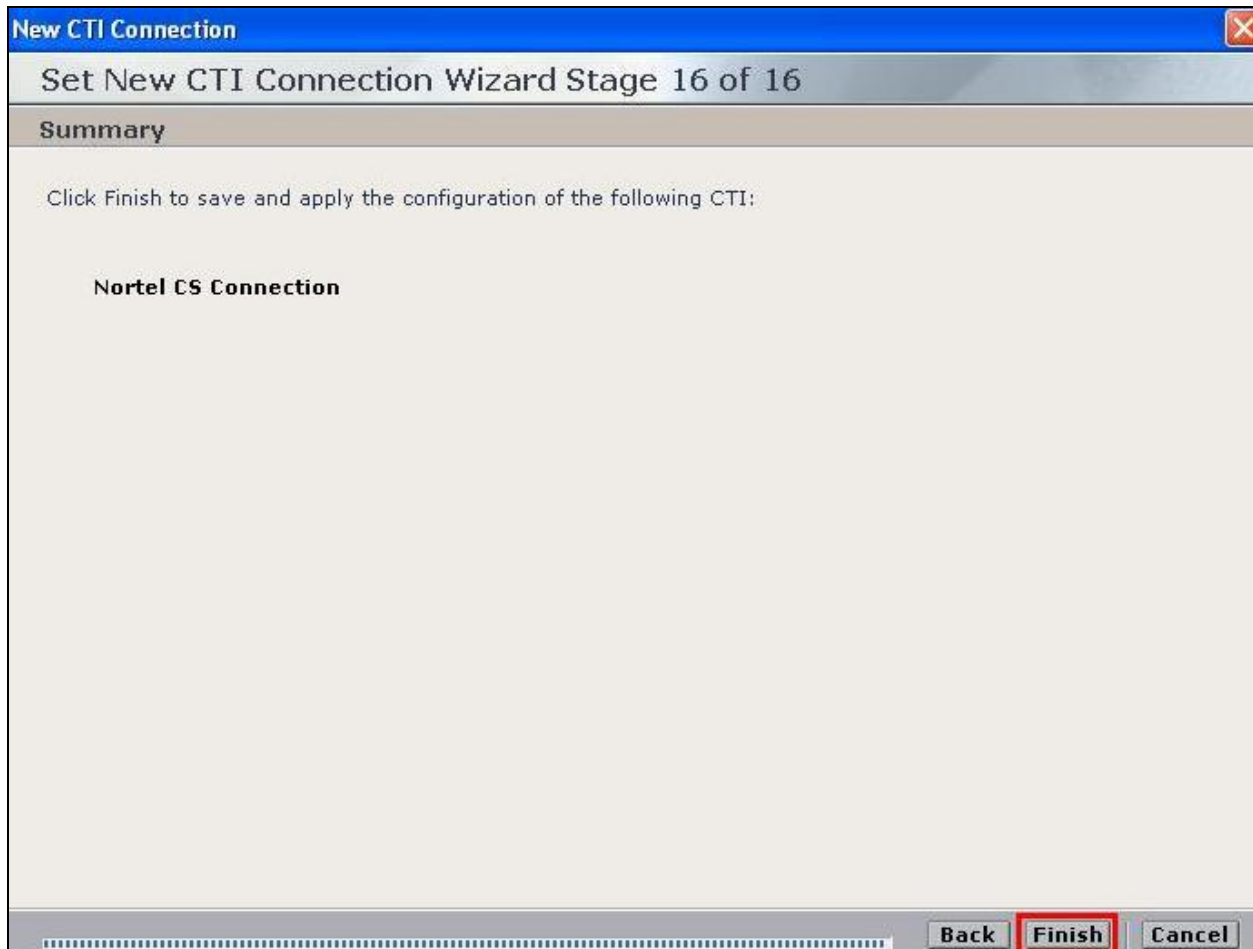 New CTI Connection
Set New CTI Connection Wizard Stage 16 of 16
Summary
Click Finish to save and apply the configuration of the following CTI:
Nortel CS Connection
Back Finish Cancel